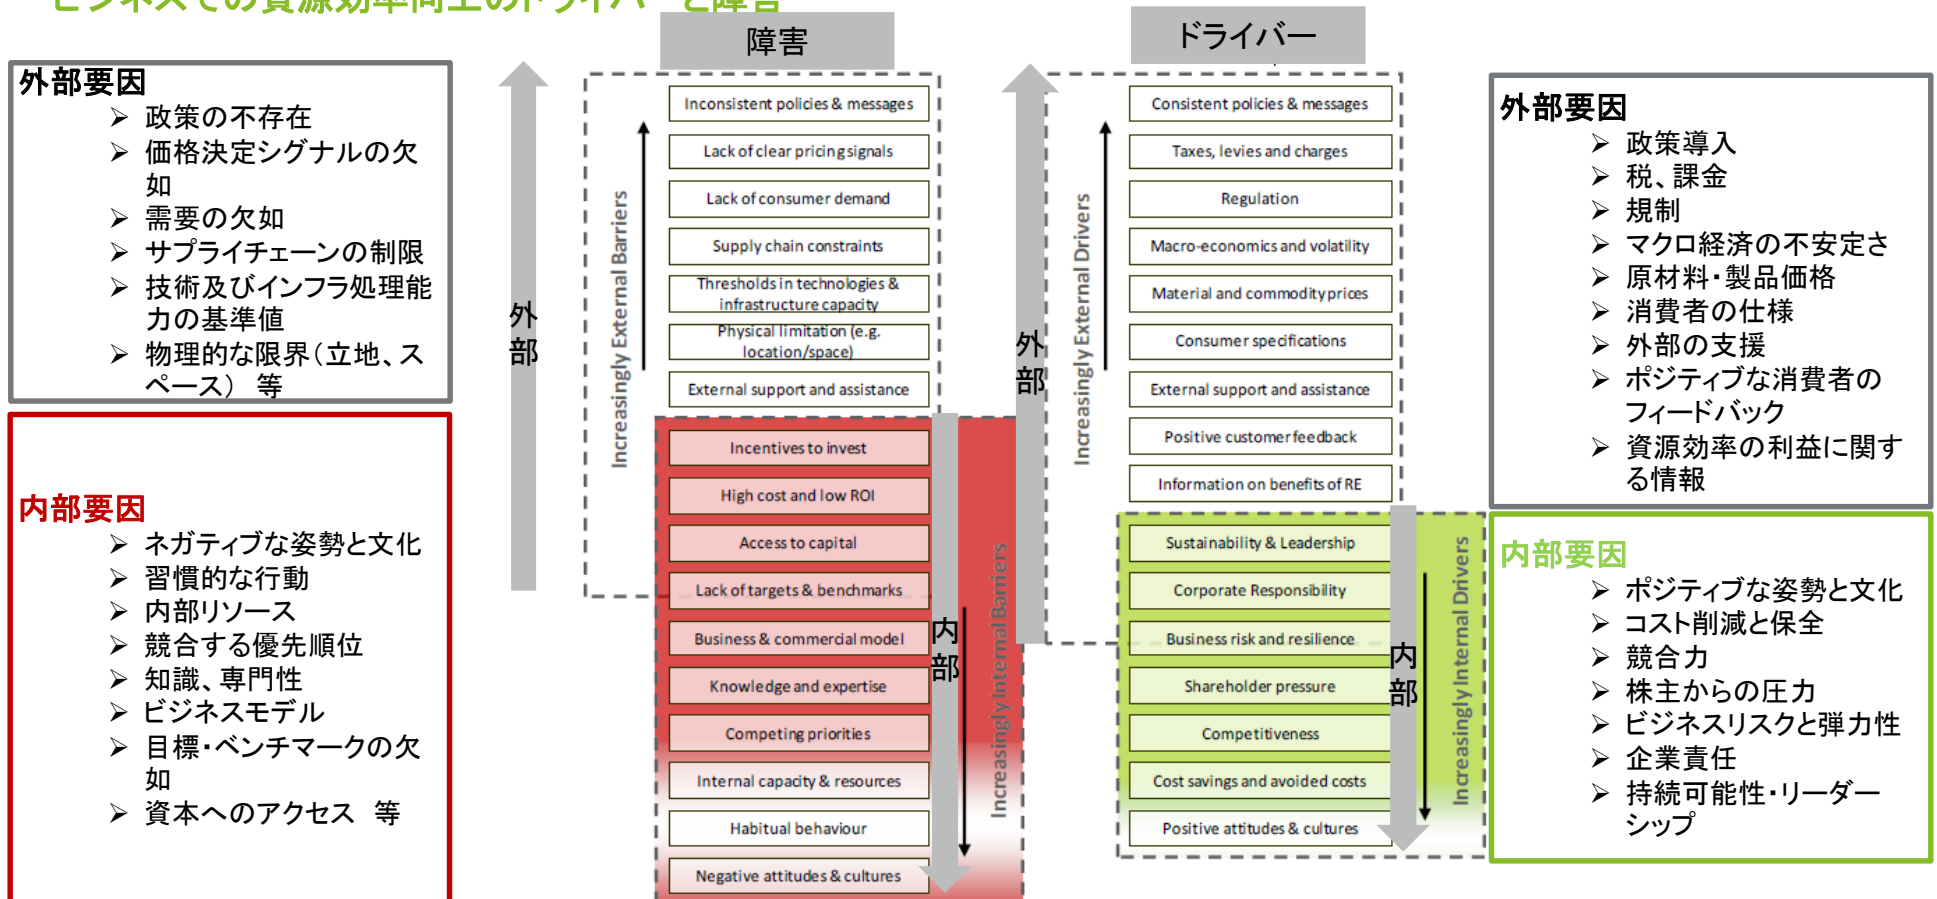 ビジネスでの資源効率向上のドライバーと障害
障害
ドライバー
外部要因
➢ 政策の不存在
➢ 価格決定シグナルの欠
如
➢ 需要の欠如
➢ サプライチェーンの制限
➢ 技術及びインフラ処理能
力の基準値
➢ 物理的な限界(立地、ス
ペース) 等
内部要因
➢ ネガティブな姿勢と文化
➢ 習慣的な行動
➢ 内部リソース
➢ 競合する優先順位
➢ 知識、専門性
➢ ビジネスモデル
➢ 目標・ベンチマークの欠
如
➢ 資本へのアクセス 等
外部
Increasingly External Barriers
Inconsistent policies & messages
Lack of clear pricing signals
Lack of consumer demand
Supply chain constraints
Thresholds in technologies &
infrastructure capacity
Physical limitation (e.g.
location/space)
External support and assistance
Incentives to invest
High cost and low ROI
Access to capital
Lack of targets & benchmarks
Business & commercial model
Knowledge and expertise
Competing priorities
Internal capacity & resources
Habitual behaviour
Negative attitudes & cultures
内部
Increasingly Internal Barriers
外部
Increasingly External Drivers
Consistent policies & messages
Taxes, levies and charges
Regulation
Macro-economics and volatility
Material and commodity prices
Consumer specifications
External support and assistance
Positive customer feedback
Information on benefits of RE
Sustainability & Leadership
Corporate Responsibility
Business risk and resilience
Shareholder pressure
Competitiveness
Cost savings and avoided costs
Positive attitudes & cultures
内部
Increasingly Internal Drivers
外部要因
➢ 政策導入
➢ 税、課金
➢ 規制
➢ マクロ経済の不安定さ
➢ 原材料・製品価格
➢ 消費者の仕様
➢ 外部の支援
➢ ポジティブな消費者の
フィードバック
➢ 資源効率の利益に関す
る情報
内部要因
➢ ポジティブな姿勢と文化
➢ コスト削減と保全
➢ 競合力
➢ 株主からの圧力
➢ ビジネスリスクと弾力性
➢ 企業責任
➢ 持続可能性・リーダー
シップ